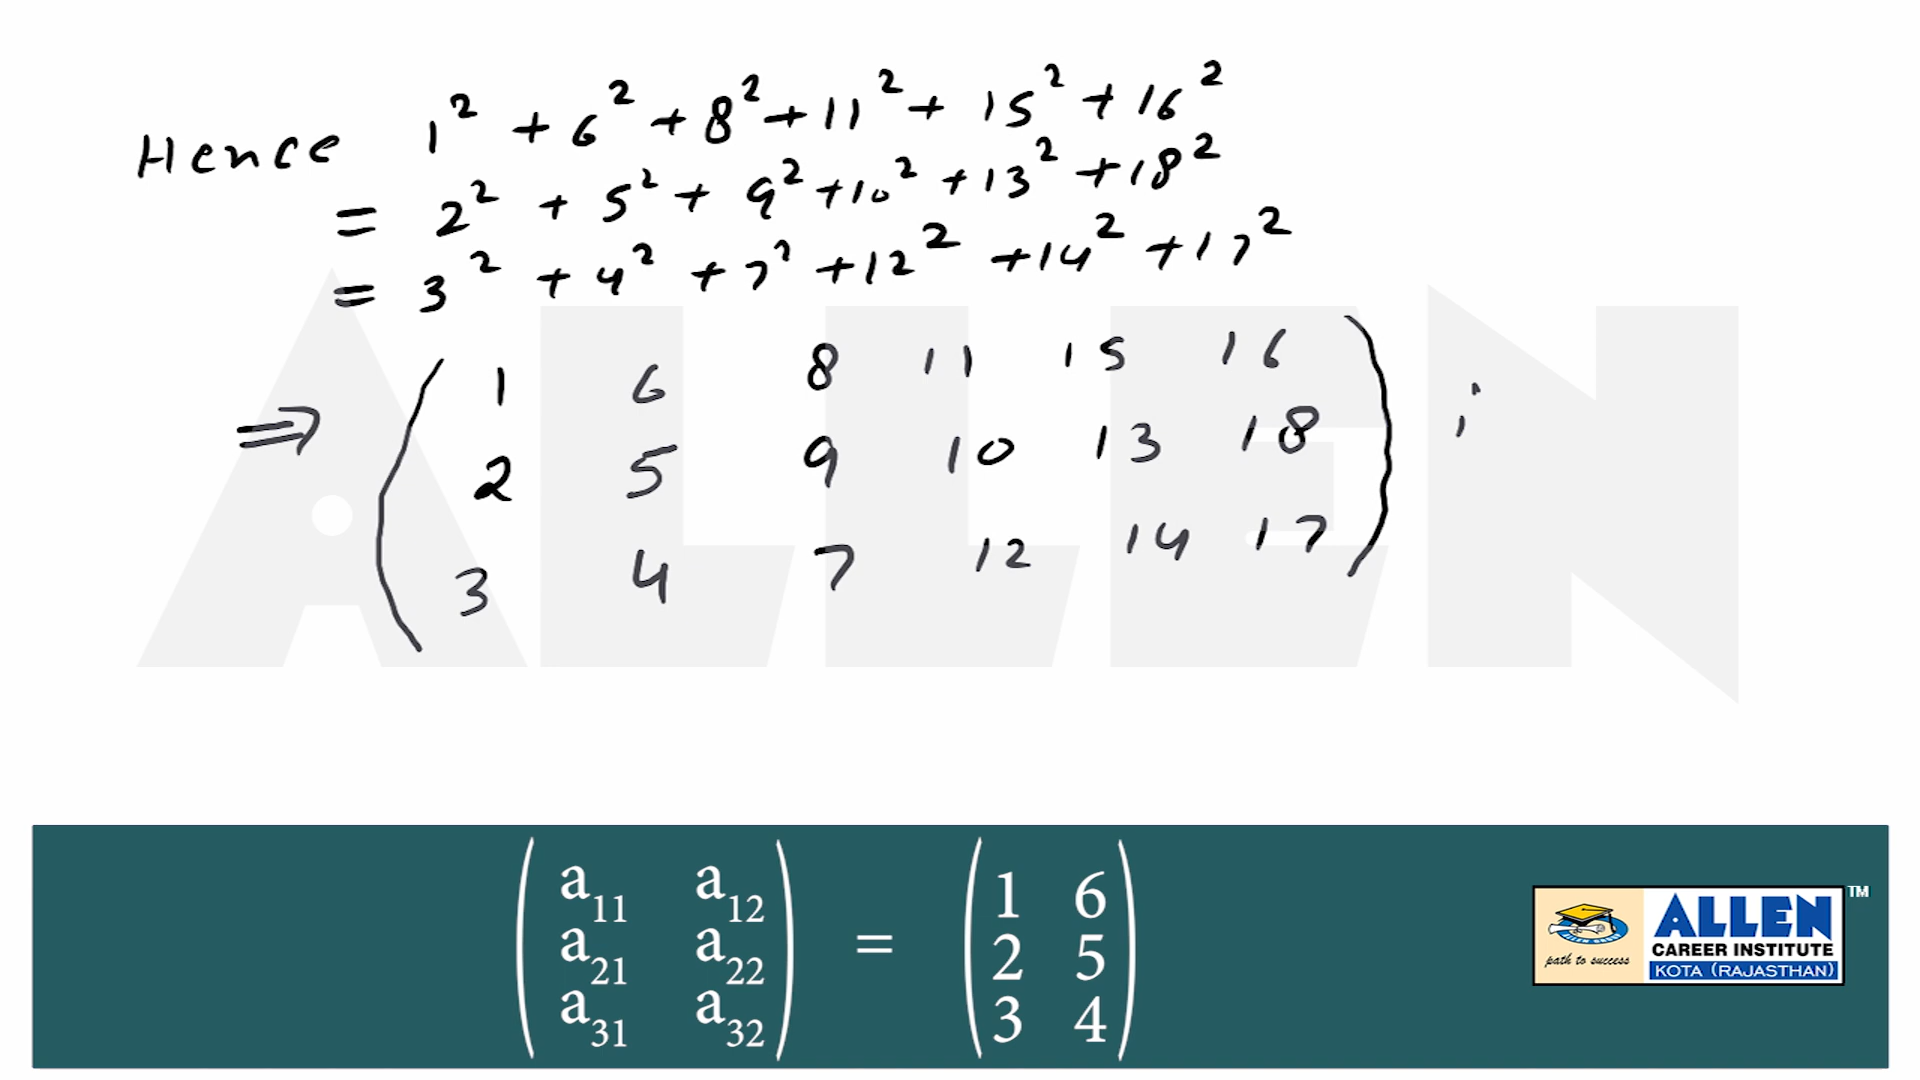 Hence 1² + 6² + 8² + 11² + 15² + 16²
= 2² + 5² + 9² + 10² + 13² + 18²
= 3² + 4² + 7² + 12² + 14² + 17²
⇒ ( 1 6 8 11 15 16
2 5 9 10 13 18
3 4 7 12 14 17 )
ALLEN
( a₁₁ a₁₂
a₂₁ a₂₂
a₃₁ a₃₂ )
=
( 1 6
2 5
3 4 )
ALLEN™
CAREER INSTITUTE
KOTA (RAJASTHAN)
path to success